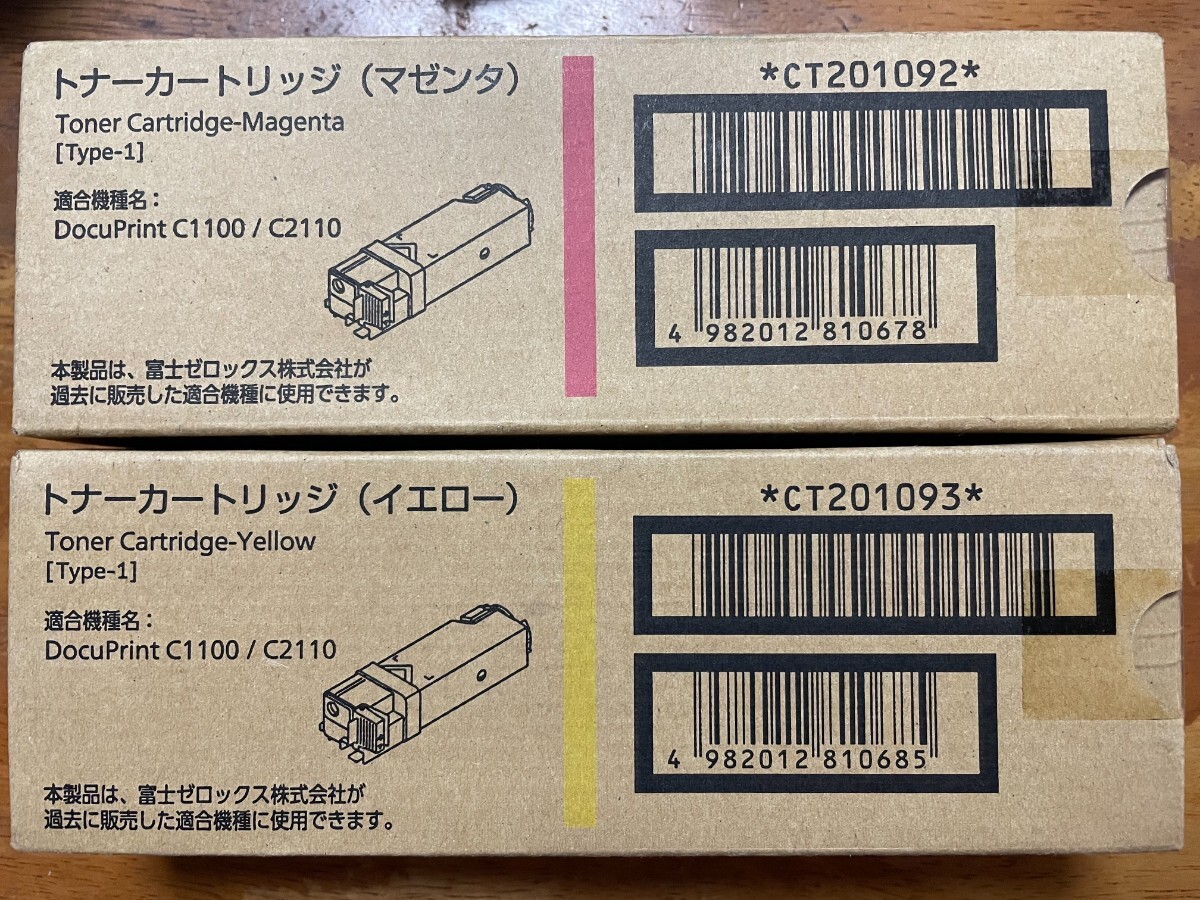 トナーカートリッジ（マゼンタ）
Toner Cartridge-Magenta
[Type-1]
適合機種名：
DocuPrint C1100 / C2110
本製品は、富士ゼロックス株式会社が
過去に販売した適合機種に使用できます。
*CT201092*
4 982012 810678
トナーカートリッジ（イエロー）
Toner Cartridge-Yellow
[Type-1]
適合機種名：
DocuPrint C1100 / C2110
本製品は、富士ゼロックス株式会社が
過去に販売した適合機種に使用できます。
*CT201093*
4 982012 810685